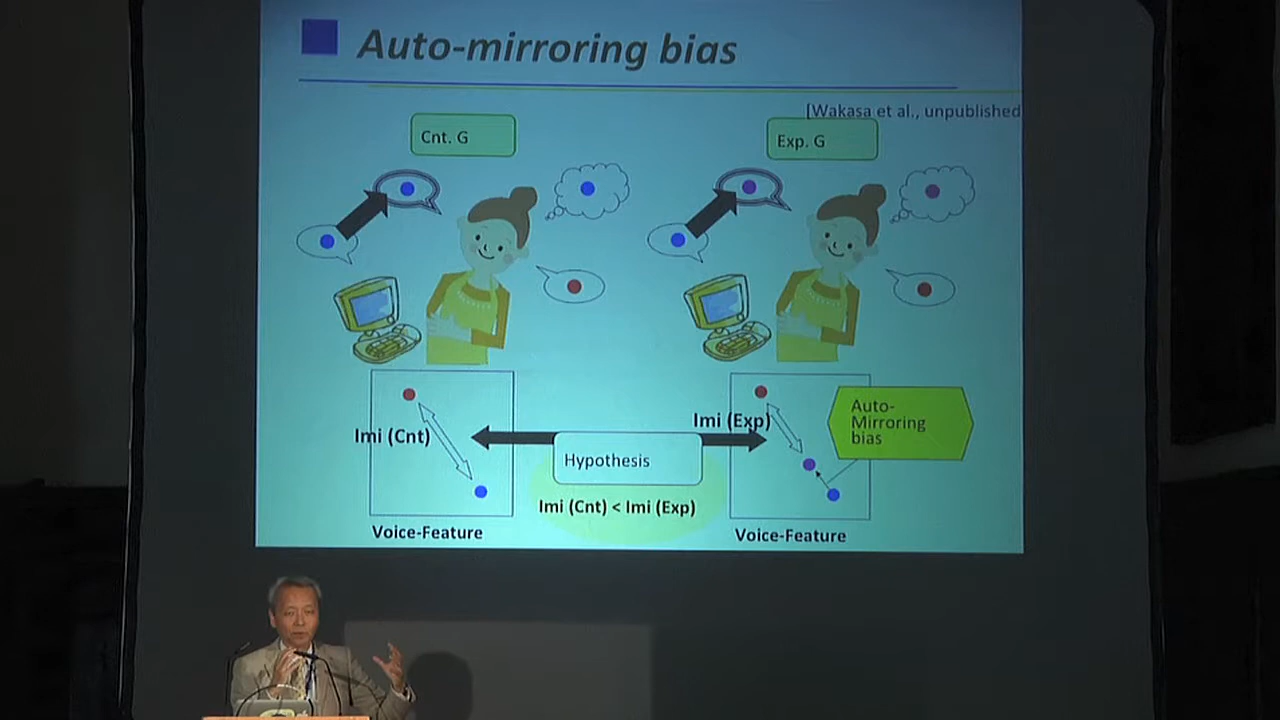 Auto-mirroring bias
[Wakasa et al., unpublished
Cnt. G
Exp. G
Imi (Cnt)
Hypothesis
Imi (Cnt) < Imi (Exp)
Imi (Exp)
Auto-
Mirroring
bias
Voice-Feature
Voice-Feature